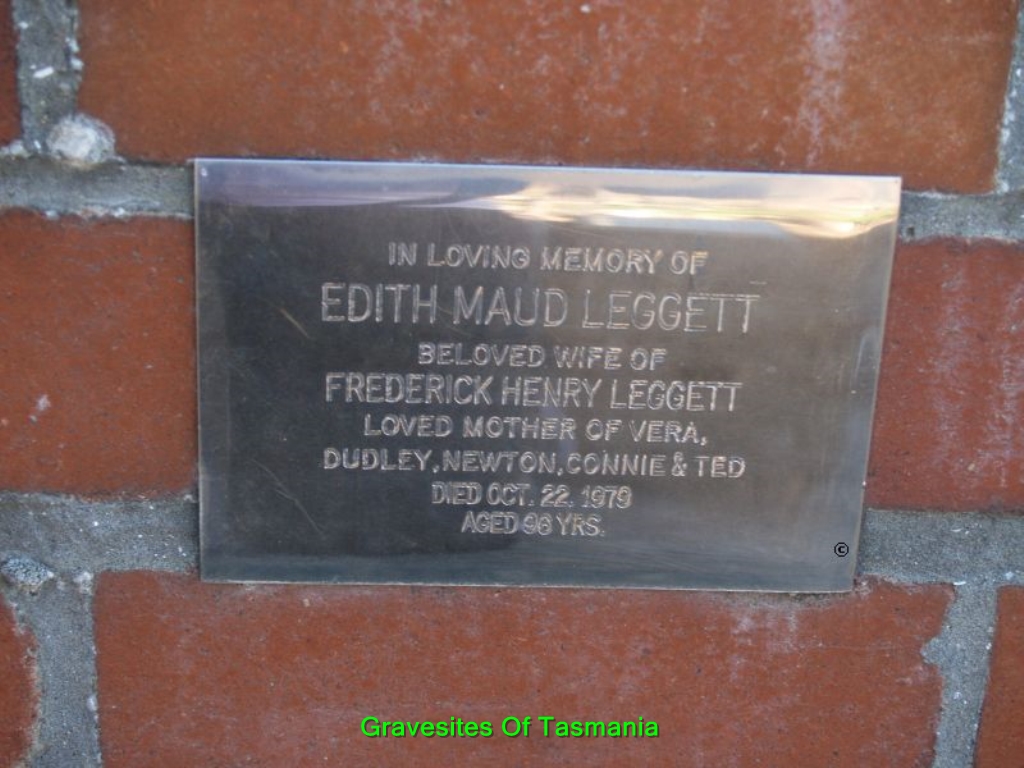 IN LOVING MEMORY OF
EDITH MAUD LEGGETT
BELOVED WIFE OF
FREDERICK HENRY LEGGETT
LOVED MOTHER OF VERA,
DUDLEY, NEWTON, CONNIE & TED
DIED OCT. 22. 1979
AGED 96 YRS.
©
Gravesites Of Tasmania